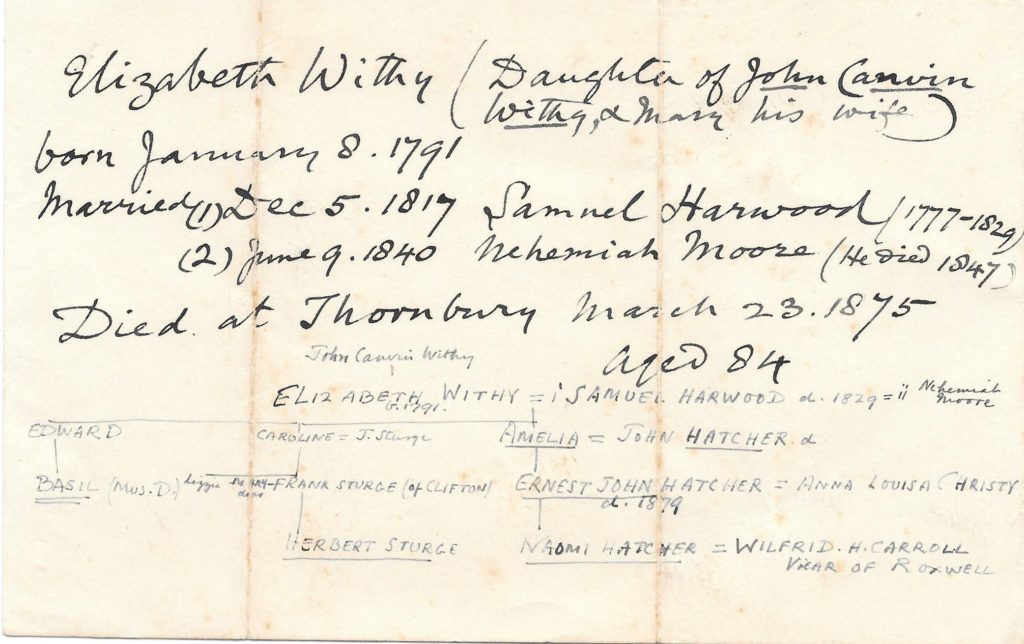 Elizabeth Withy (Daughter of John Canvin
Withy, & Mary his wife)
born January 8. 1791
Married (1) Dec 5. 1817 Samuel Harwood (1777-1829)
(2) June 9. 1840 Nehemiah Moore (He died 1847)
Died at Thornbury March 23. 1875
aged 84
John Canvin Withy
ELIZABETH WITHY = i SAMUEL HARWOOD d. 1829 = ii Nehemiah Moore
b. 1791.
EDWARD CAROLINE = J. Sturge AMELIA = JOHN HATCHER d
BASIL (MUS. D.) Lizzie MARY - FRANK STURGE (of CLIFTON) ERNEST JOHN HATCHER = ANNA LOUISA CHRISTY
d. 1879
HERBERT STURGE NAOMI HATCHER = WILFRID. H. CARROLL
VICAR OF ROXWELL